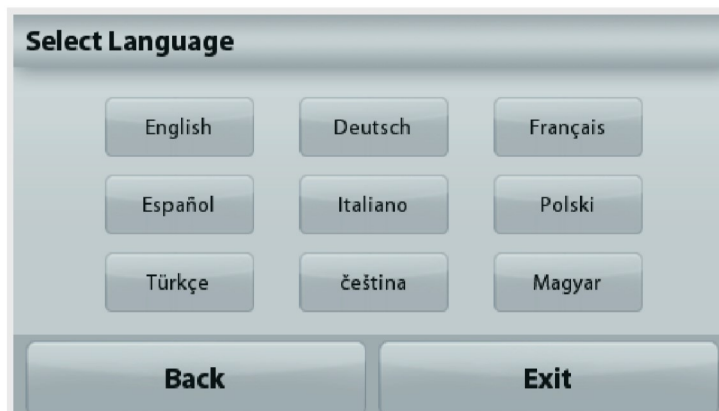 Select Language
English Deutsch Français
Español Italiano Polski
Türkçe čeština Magyar
Back Exit